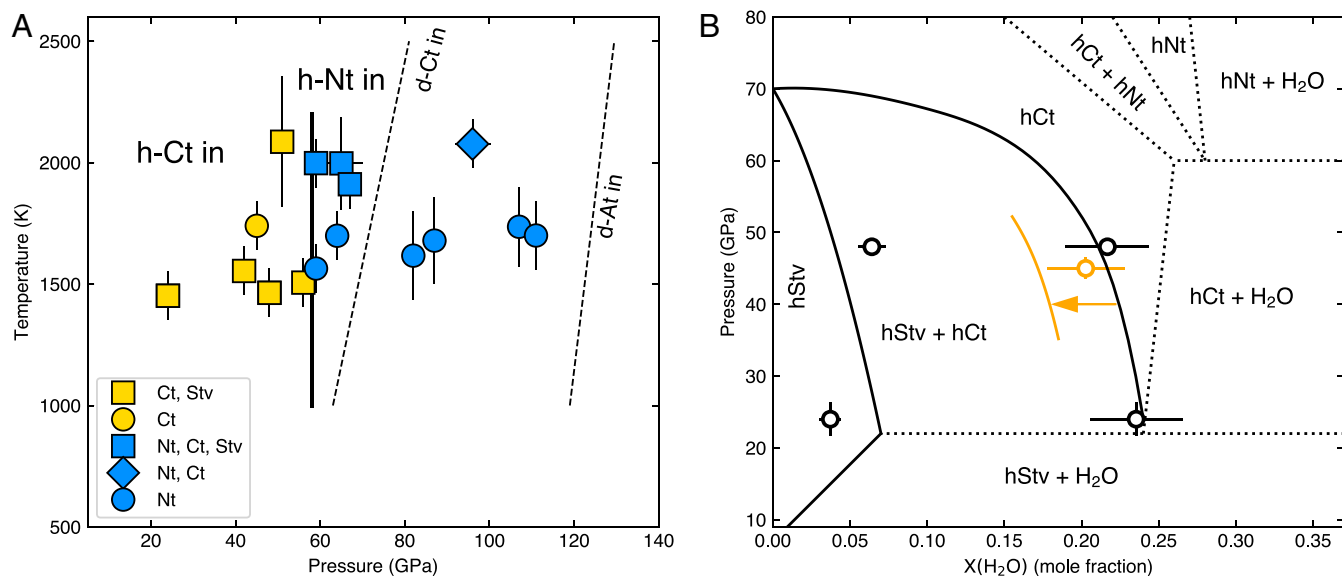 A
2500
2000
1500
1000
500
Temperature (K)
h-Ct in
h-Nt in
d-Ct in
d-At in
Ct, Stv
Ct
Nt, Ct, Stv
Nt, Ct
Nt
20
40
60
80
100
120
140
Pressure (GPa)
B
80
70
60
50
40
30
20
10
Pressure (GPa)
hCt + hNt
hNt
hNt + H₂O
hCt
hStv
hStv + hCt
hCt + H₂O
hStv + H₂O
0.00
0.05
0.10
0.15
0.20
0.25
0.30
0.35
X(H₂O) (mole fraction)